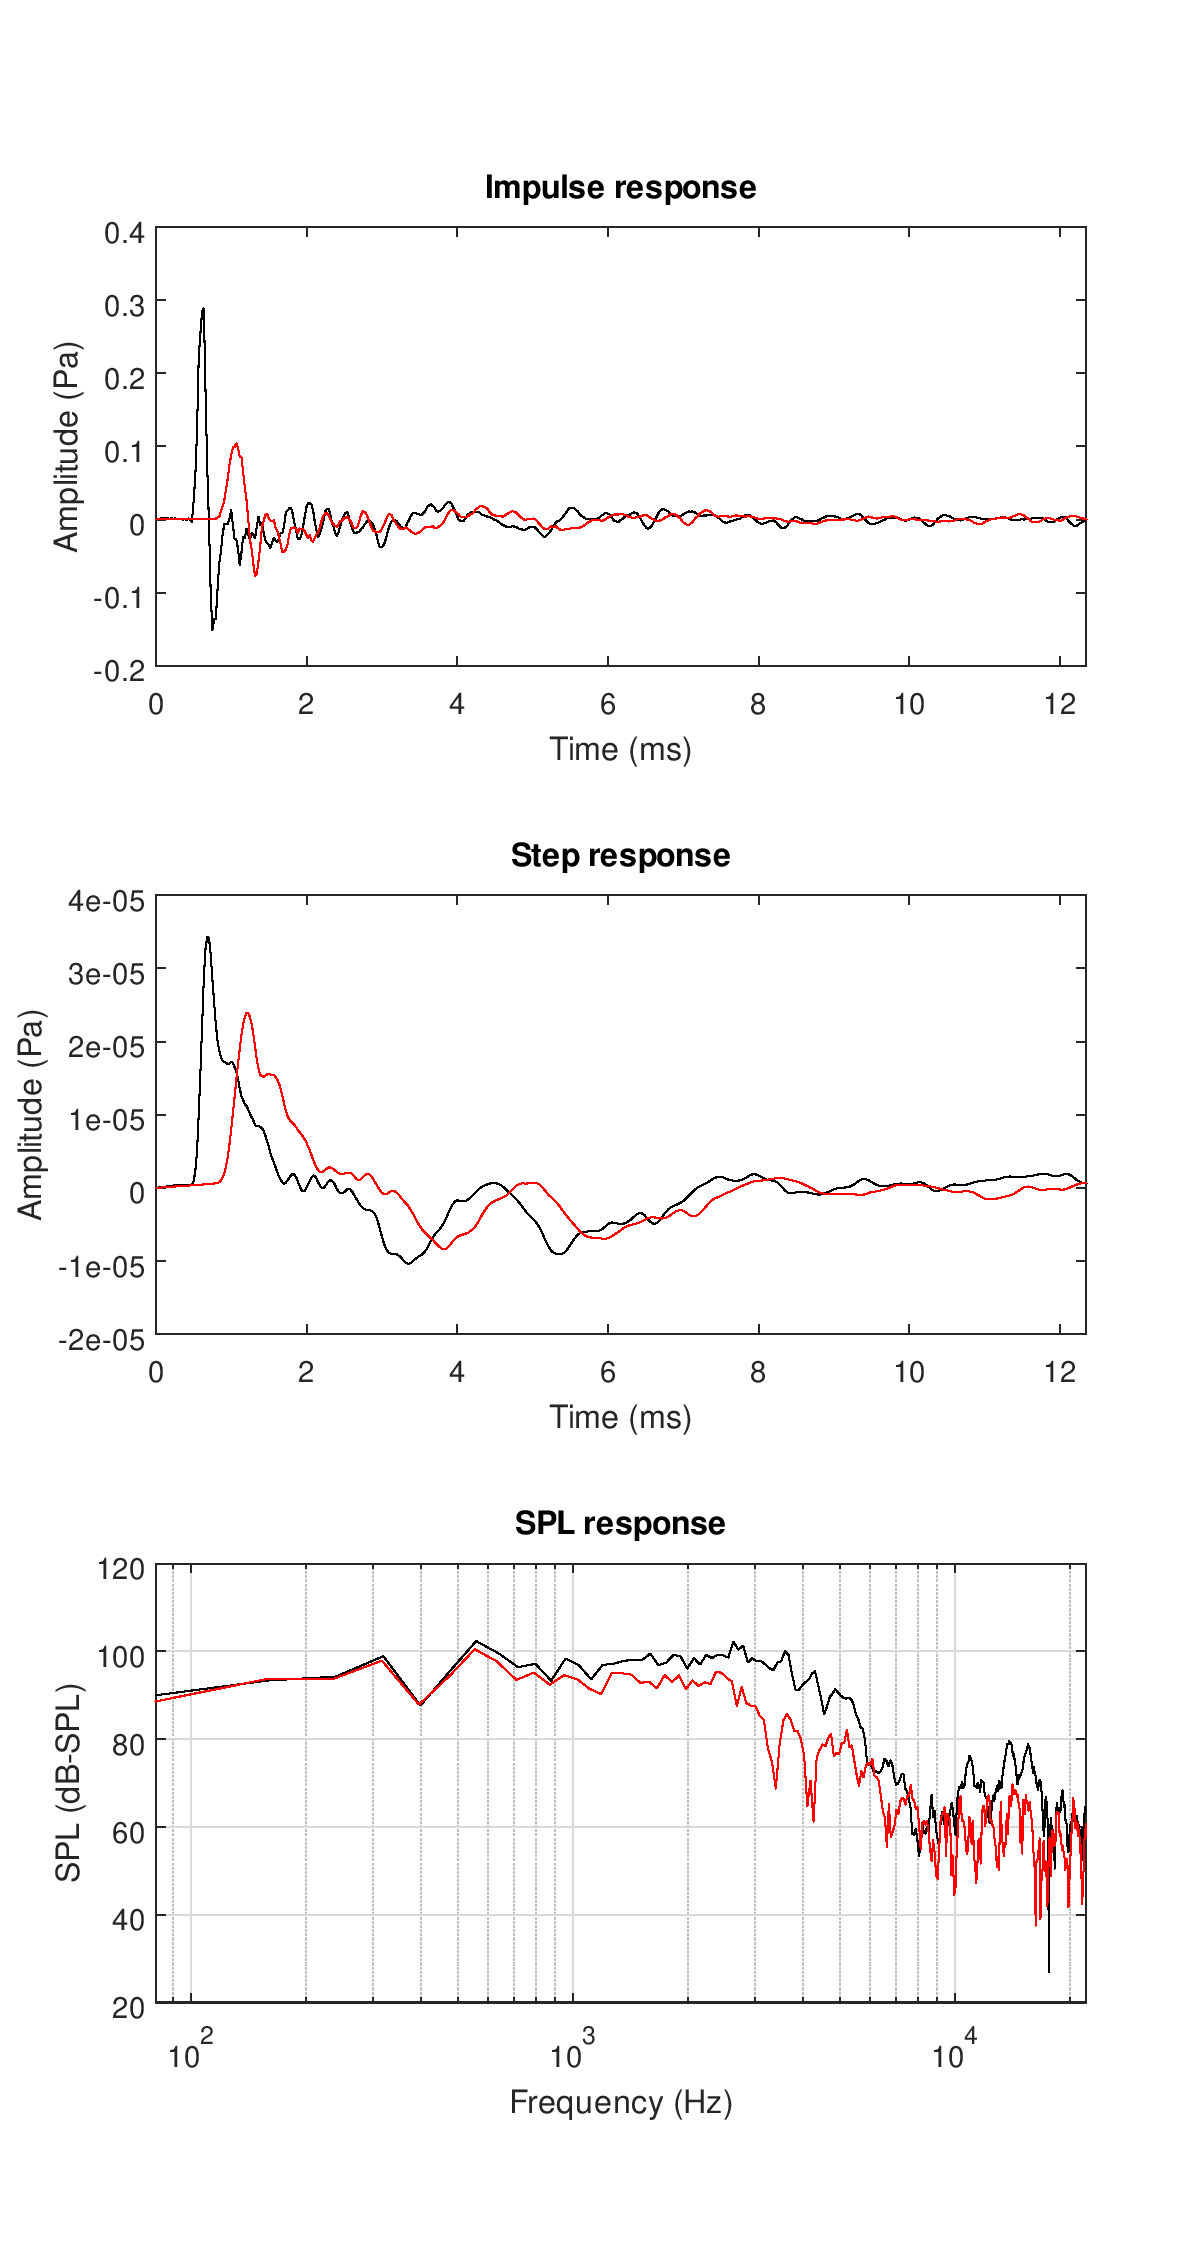 Impulse response
0.4
0.3
0.2
0.1
0
-0.1
-0.2
Amplitude (Pa)
0 2 4 6 8 10 12
Time (ms)
Step response
4e-05
3e-05
2e-05
1e-05
0
-1e-05
-2e-05
Amplitude (Pa)
0 2 4 6 8 10 12
Time (ms)
SPL response
120
100
80
60
40
20
SPL (dB-SPL)
10^2 10^3 10^4
Frequency (Hz)